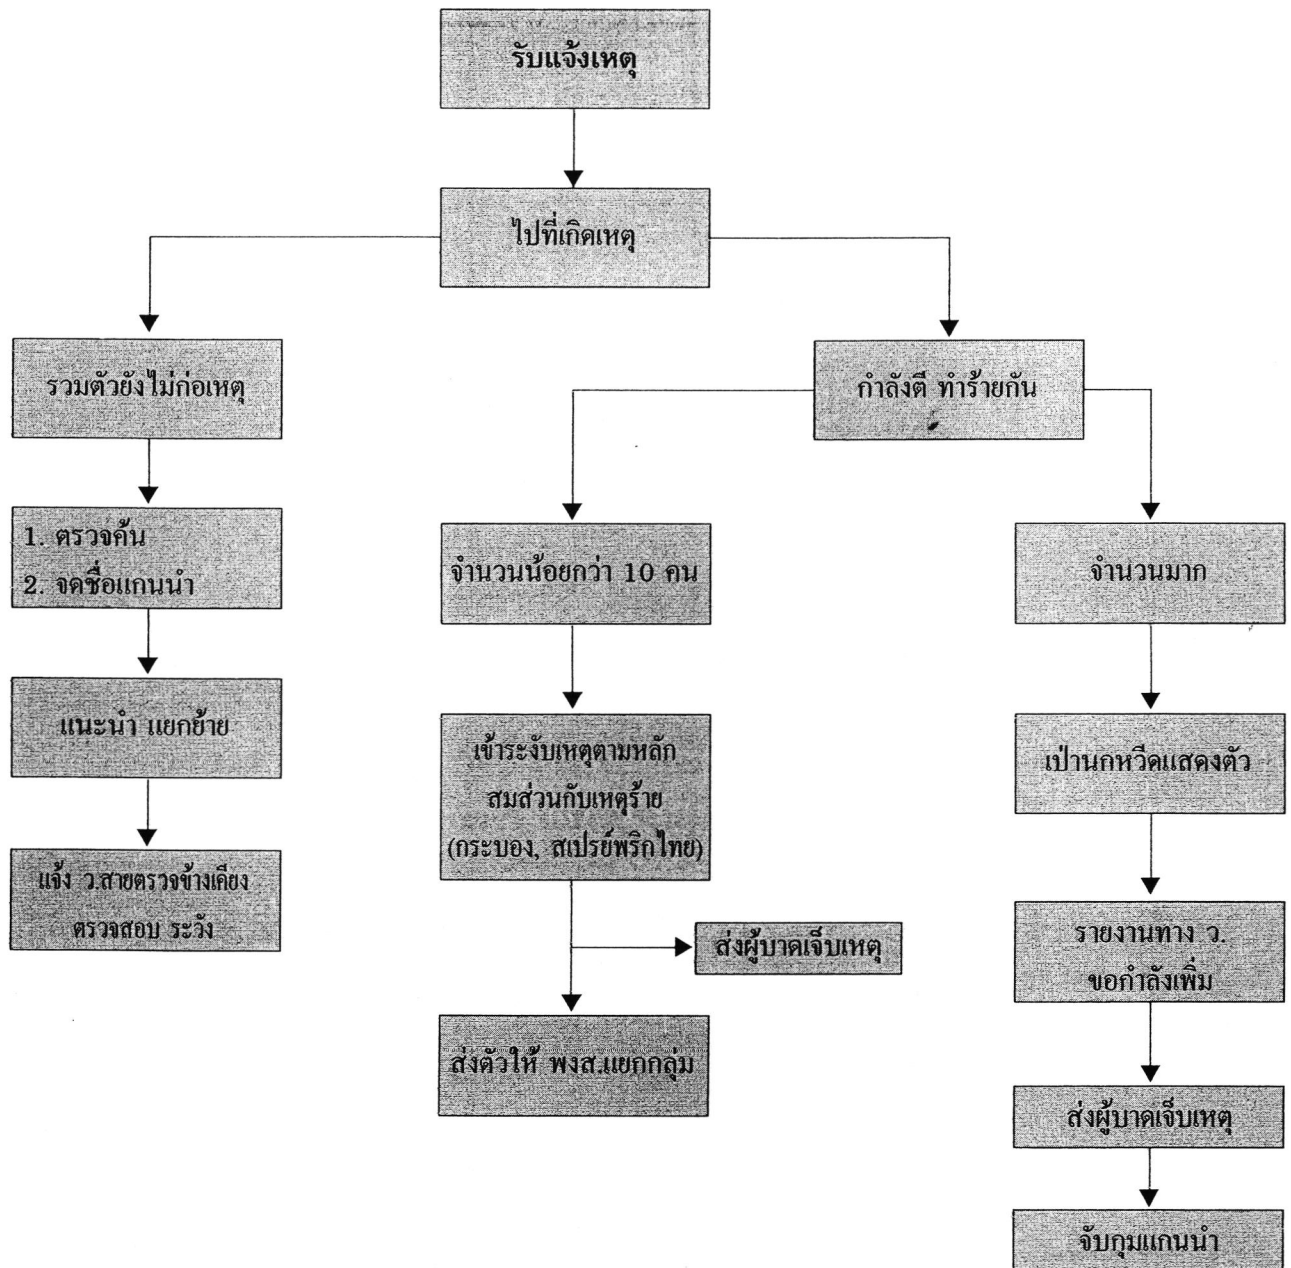 รับแจ้งเหตุ
ไปที่เกิดเหตุ
รวมตัวยังไม่ก่อเหตุ
1. ตรวจค้น
2. จดชื่อแกนนำ
แนะนำ แยกย้าย
แจ้ง ว.สายตรวจข้างเคียง
ตรวจสอบ ระวัง
กำลังตี ทำร้ายกัน
จำนวนน้อยกว่า 10 คน
เข้าระงับเหตุตามหลัก
สมส่วนกับเหตุร้าย
(กระบอง, สเปรย์พริกไทย)
ส่งผู้บาดเจ็บเหตุ
ส่งตัวให้ พงส.แยกกลุ่ม
จำนวนมาก
เป่านกหวีดแสดงตัว
รายงานทาง ว.
ขอกำลังเพิ่ม
ส่งผู้บาดเจ็บเหตุ
จับกุมแกนนำ